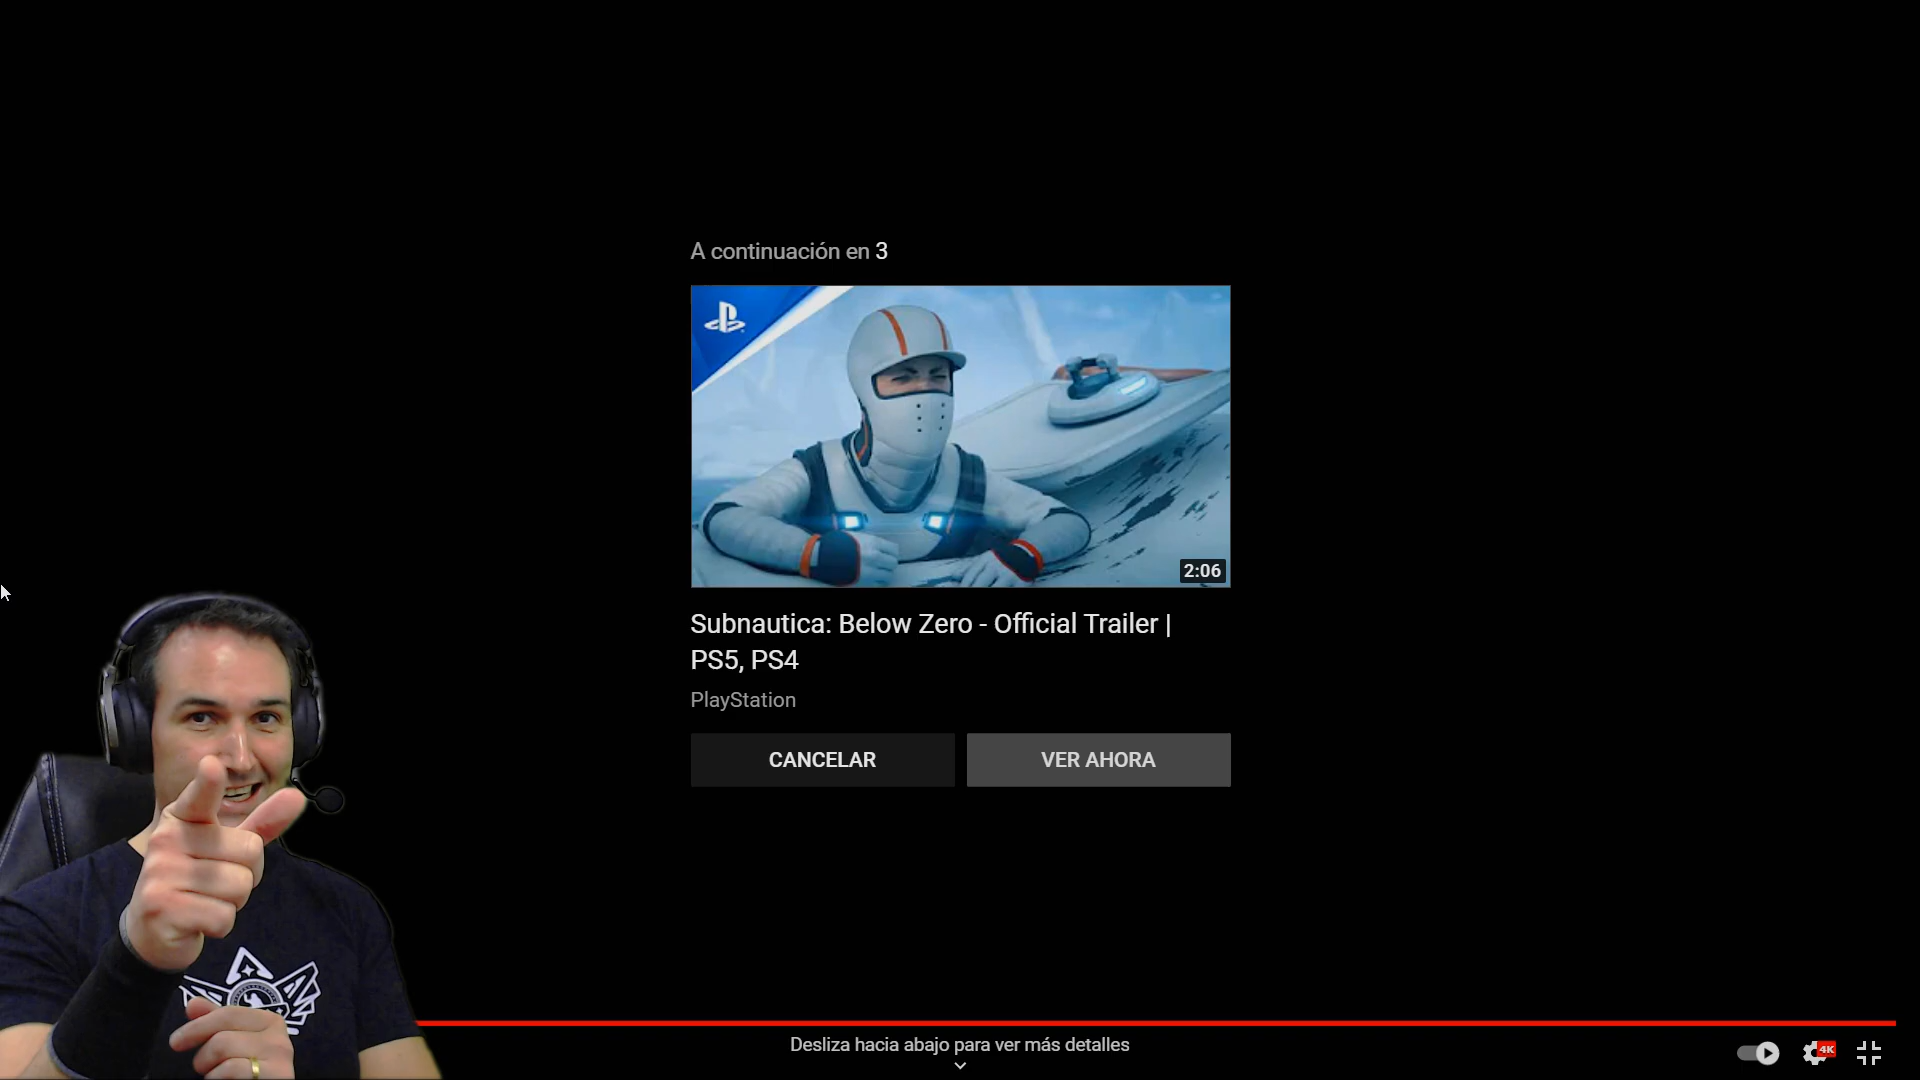 A continuación en 3
2:06
Subnautica: Below Zero - Official Trailer |
PS5, PS4
PlayStation
CANCELAR
VER AHORA
Desliza hacia abajo para ver más detalles
4K